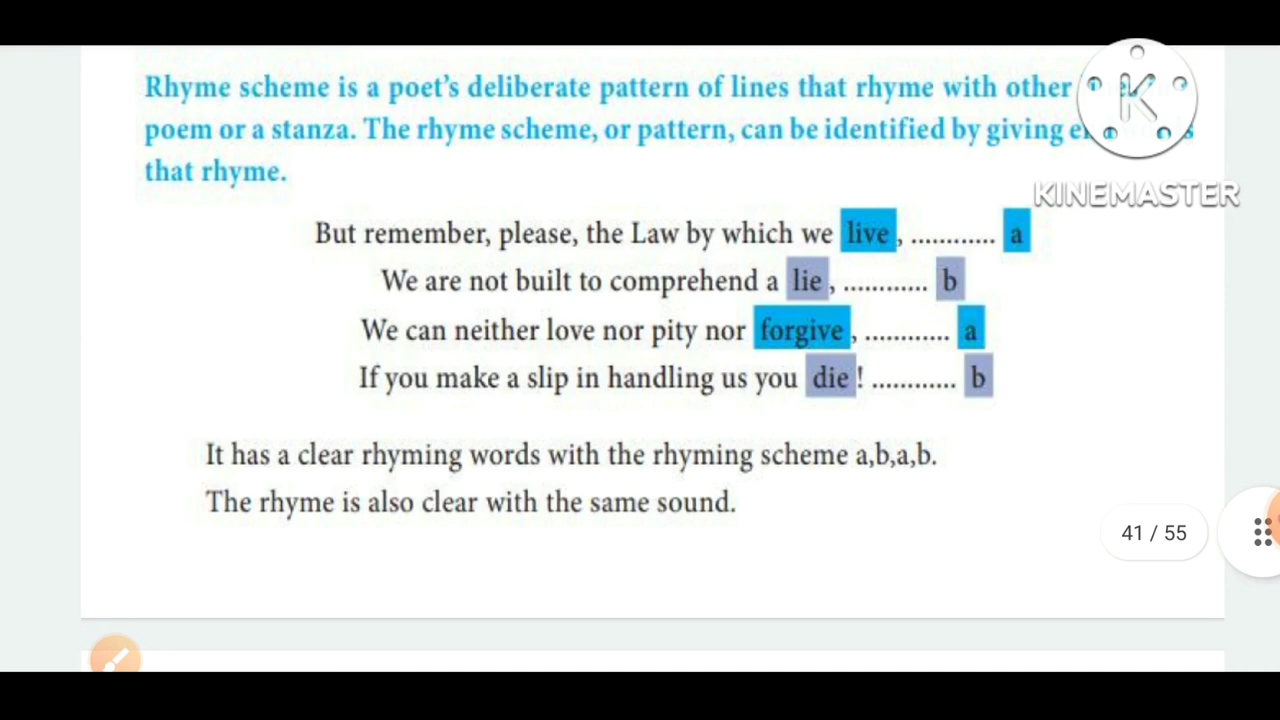 Rhyme scheme is a poet's deliberate pattern of lines that rhyme with other
poem or a stanza. The rhyme scheme, or pattern, can be identified by giving
that rhyme.
K
KINEMASTER
But remember, please, the Law by which we live, ............ a
We are not built to comprehend a lie, ............ b
We can neither love nor pity nor forgive, ............ a
If you make a slip in handling us you die! ............ b
It has a clear rhyming words with the rhyming scheme a,b,a,b.
The rhyme is also clear with the same sound.
41 / 55